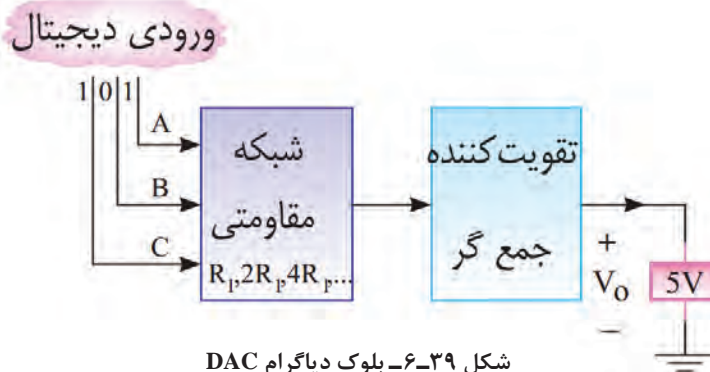 ورودی دیجیتال
1 0 1
A
B
C
شبکه
مقاومتی
R₁,2R₁,4R₁,...
تقویت کننده
جمع گر
+
Vo
−
5V
شکل ۳۹ـ۶ـ بلوک دیاگرام DAC